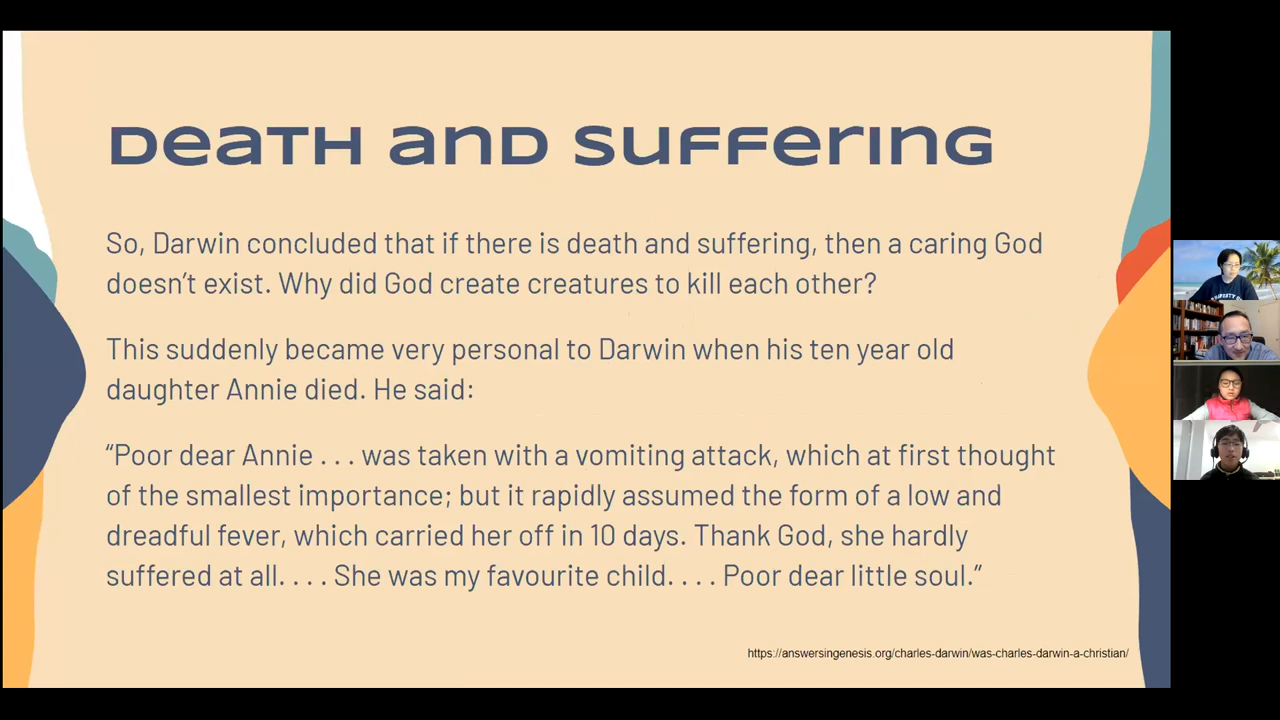 Death and Suffering
So, Darwin concluded that if there is death and suffering, then a caring God
doesn't exist. Why did God create creatures to kill each other?
This suddenly became very personal to Darwin when his ten year old
daughter Annie died. He said:
“Poor dear Annie . . . was taken with a vomiting attack, which at first thought
of the smallest importance; but it rapidly assumed the form of a low and
dreadful fever, which carried her off in 10 days. Thank God, she hardly
suffered at all. . . . She was my favourite child. . . . Poor dear little soul.”
https://answersingenesis.org/charles-darwin/was-charles-darwin-a-christian/